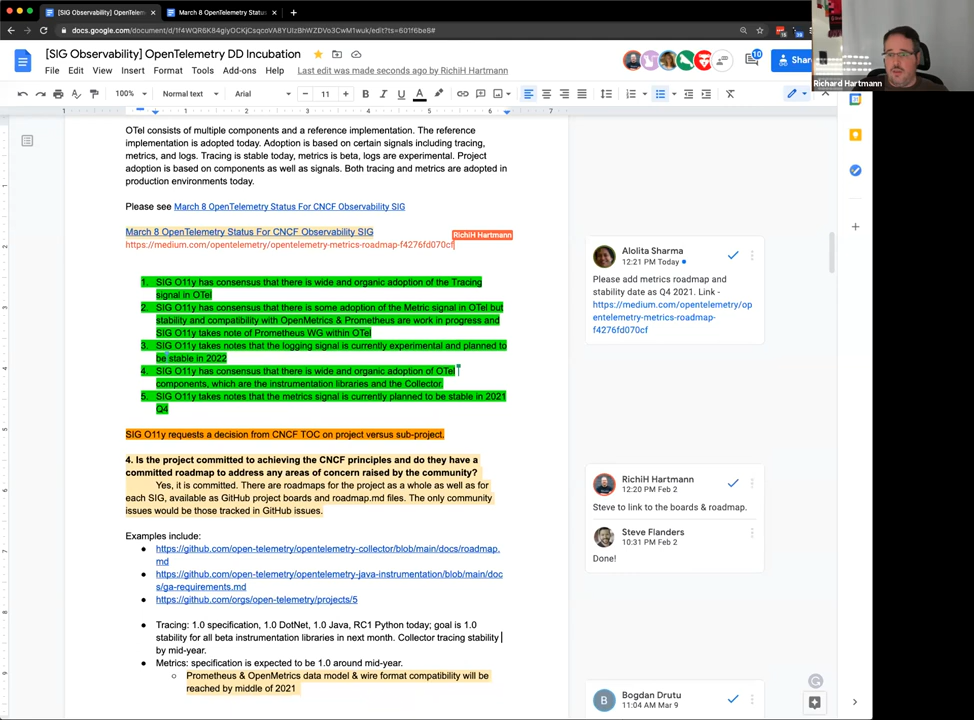 [SIG Observability] OpenTelem
March 8 OpenTelemetry Status
docs.google.com/document/d/1f4WQR6K84giyOCKjCsqcoVA8YUIzBhWZDVo3CwM1wuk/edit?ts=601f6be8#
[SIG Observability] OpenTelemetry DD Incubation
File Edit View Insert Format Tools Add-ons Help Last edit was made seconds ago by RichiH Hartmann
10
Shar
Richard Hartmann
100% Normal text Arial 11
1 1 2 3 4 5 6 7
OTel consists of multiple components and a reference implementation. The reference
implementation is adopted today. Adoption is based on certain signals including tracing,
metrics, and logs. Tracing is stable today, metrics is beta, logs are experimental. Project
adoption is based on components as well as signals. Both tracing and metrics are adopted in
production environments today.
Please see March 8 OpenTelemetry Status For CNCF Observability SIG
March 8 OpenTelemetry Status For CNCF Observability SIG
RichiH Hartmann
https://medium.com/opentelemetry/opentelemetry-metrics-roadmap-f4276fd070cf
1. SIG O11y has consensus that there is wide and organic adoption of the Tracing
signal in OTel
2. SIG O11y has consensus that there is some adoption of the Metric signal in OTel but
stability and compatibility with OpenMetrics & Prometheus are work in progress and
SIG O11y takes note of Prometheus WG within OTel
3. SIG O11y takes notes that the logging signal is currently experimental and planned to
be stable in 2022
4. SIG O11y has consensus that there is wide and organic adoption of OTel
components, which are the instrumentation libraries and the Collector.
5. SIG O11y takes notes that the metrics signal is currently planned to be stable in 2021
Q4
SIG O11y requests a decision from CNCF TOC on project versus sub-project.
4. Is the project committed to achieving the CNCF principles and do they have a
committed roadmap to address any areas of concern raised by the community?
Yes, it is committed. There are roadmaps for the project as a whole as well as for
each SIG, available as GitHub project boards and roadmap.md files. The only community
issues would be those tracked in GitHub issues.
Examples include:
● https://github.com/open-telemetry/opentelemetry-collector/blob/main/docs/roadmap.
md
● https://github.com/open-telemetry/opentelemetry-java-instrumentation/blob/main/doc
s/ga-requirements.md
● https://github.com/orgs/open-telemetry/projects/5
● Tracing: 1.0 specification, 1.0 DotNet, 1.0 Java, RC1 Python today; goal is 1.0
stability for all beta instrumentation libraries in next month. Collector tracing stability
by mid-year.
● Metrics: specification is expected to be 1.0 around mid-year.
○ Prometheus & OpenMetrics data model & wire format compatibility will be
reached by middle of 2021
Alolita Sharma
12:21 PM Today
Please add metrics roadmap and
stability date as Q4 2021. Link -
https://medium.com/opentelemetry/op
entelemetry-metrics-roadmap-
f4276fd070cf
RichiH Hartmann
12:20 PM Feb 2
Steve to link to the boards & roadmap.
Steve Flanders
10:31 PM Feb 2
Done!
B
Bogdan Drutu
11:04 AM Mar 9